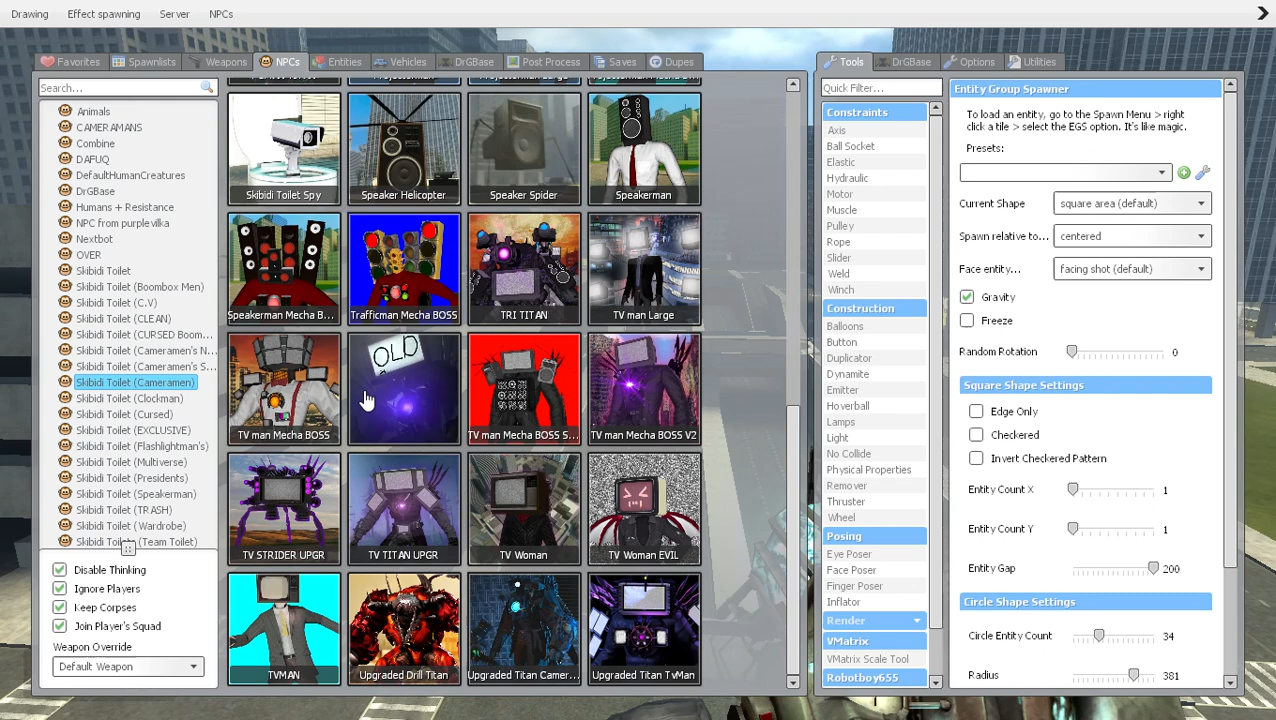 Drawing Effect spawning Server NPCs
Favorites Spawnlists Weapons NPCs Entities Vehicles DrGBase Post Process Saves Dupes
Search...
Animals
CAMERAMANS
Combine
DAFUQ
DefaultHumanCreatures
DrGBase
Humans + Resistance
NPC from purplevilka
Nextbot
OVER
Skibidi Toilet
Skibidi Toilet (Boombox Men)
Skibidi Toilet (C.V)
Skibidi Toilet (CLEAN)
Skibidi Toilet (CURSED Boom...
Skibidi Toilet (Cameramen's N...
Skibidi Toilet (Cameramen's S...
Skibidi Toilet (Cameramen)
Skibidi Toilet (Clockman)
Skibidi Toilet (Cursed)
Skibidi Toilet (EXCLUSIVE)
Skibidi Toilet (Flashlightman's)
Skibidi Toilet (Multiverse)
Skibidi Toilet (Presidents)
Skibidi Toilet (Speakerman)
Skibidi Toilet (TRASH)
Skibidi Toilet (Wardrobe)
Skibidi Toilet (Team Toilet)
Disable Thinking
Ignore Players
Keep Corpses
Join Player's Squad
Weapon Override
Default Weapon
Skibidi Toilet Spy Speaker Helicopter Speaker Spider Speakerman
Speakerman Mecha B... Trafficman Mecha BOSS TRI TITAN TV man Large
OLD
TV man Mecha BOSS TV man Mecha BOSS S... TV man Mecha BOSS V2
TV STRIDER UPGR TV TITAN UPGR TV Woman TV Woman EVIL
TVMAN Upgraded Drill Titan Upgraded Titan Camer... Upgraded Titan TvMan
Tools DrGBase Options Utilities
Quick Filter...
Constraints
Axis
Ball Socket
Elastic
Hydraulic
Motor
Muscle
Pulley
Rope
Slider
Weld
Winch
Construction
Balloons
Button
Duplicator
Dynamite
Emitter
Hoverball
Lamps
Light
No Collide
Physical Properties
Remover
Thruster
Wheel
Posing
Eye Poser
Face Poser
Finger Poser
Inflator
Render
VMatrix
VMatrix Scale Tool
Robotboy655
Entity Group Spawner
To load an entity, go to the Spawn Menu > right
click a tile > select the EGS option. It's like magic.
Presets:
Current Shape square area (default)
Spawn relative to... centered
Face entity... facing shot (default)
Gravity
Freeze
Random Rotation 0
Square Shape Settings
Edge Only
Checkered
Invert Checkered Pattern
Entity Count X 1
Entity Count Y 1
Entity Gap 200
Circle Shape Settings
Circle Entity Count 34
Radius 381